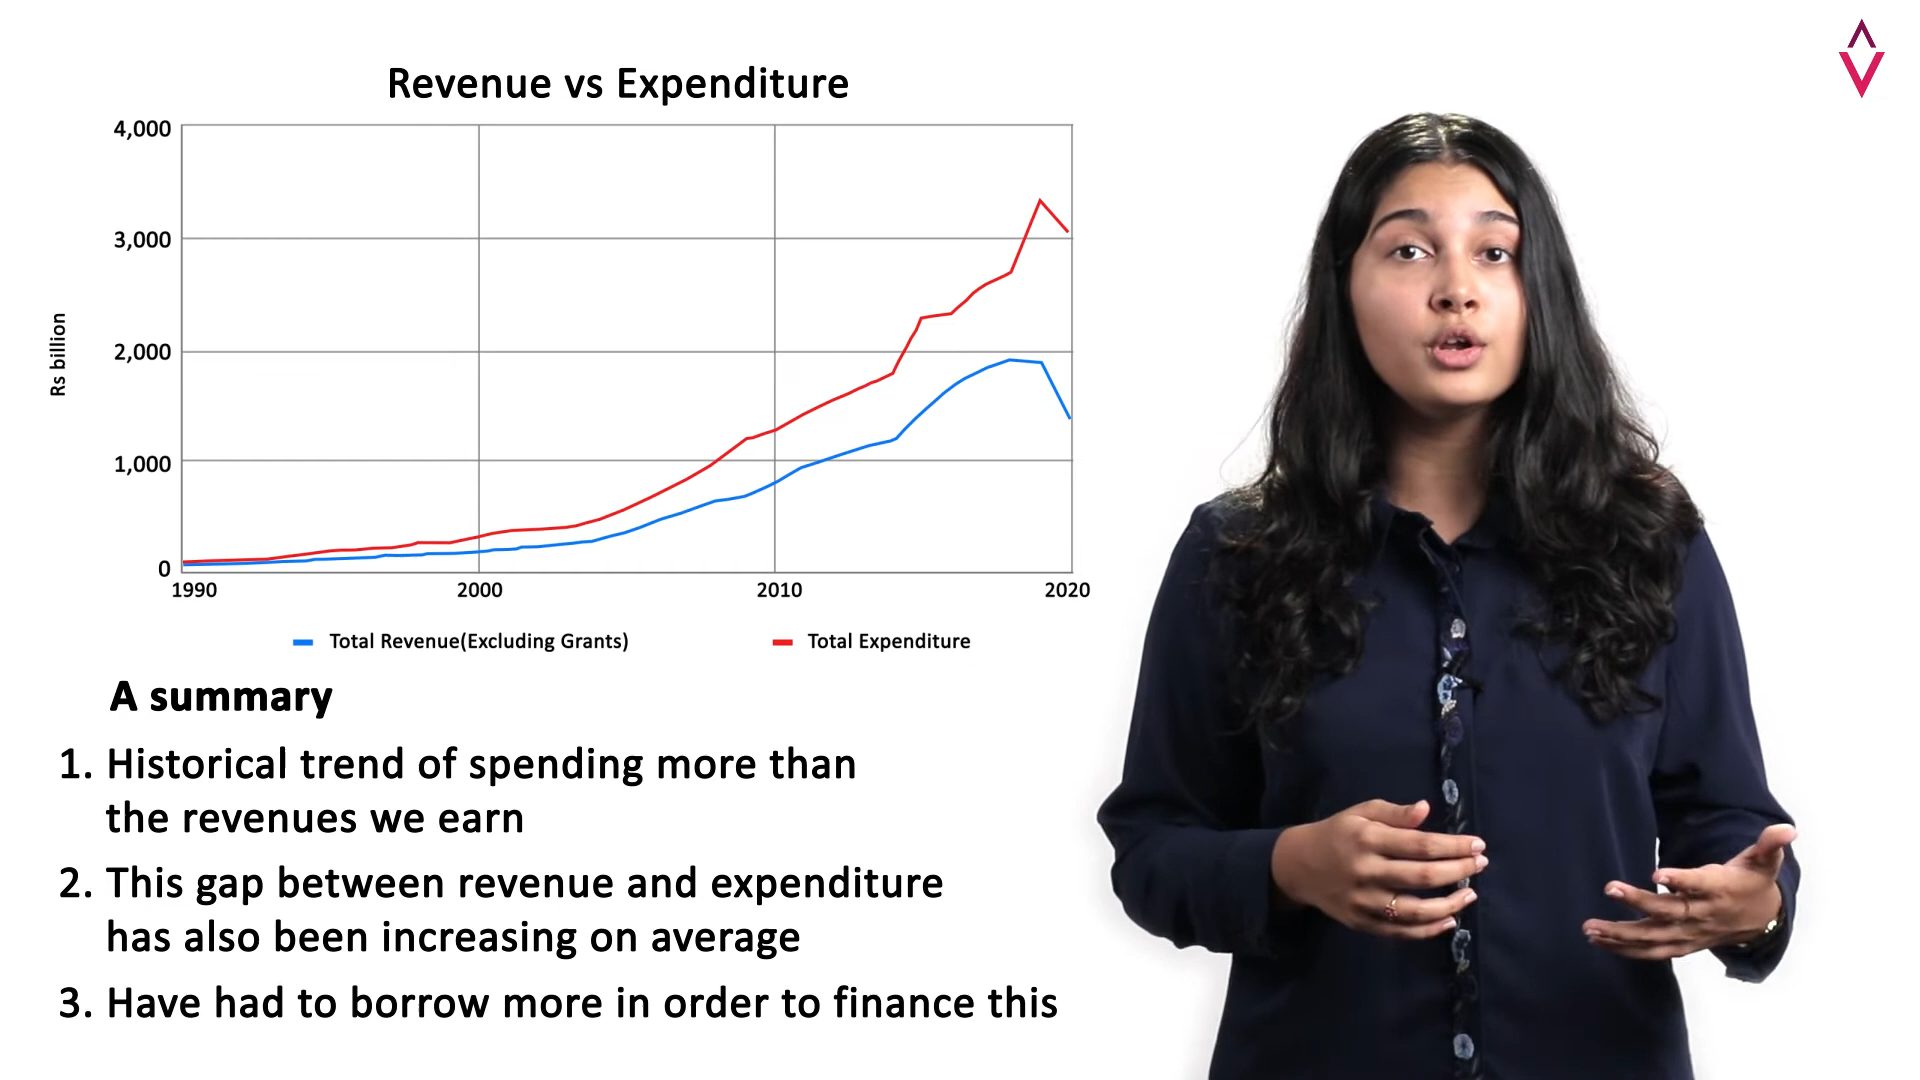 Revenue vs Expenditure
4,000
3,000
2,000
1,000
0
Rs billion
1990 2000 2010 2020
Total Revenue(Excluding Grants) Total Expenditure
A summary
1. Historical trend of spending more than
the revenues we earn
2. This gap between revenue and expenditure
has also been increasing on average
3. Have had to borrow more in order to finance this